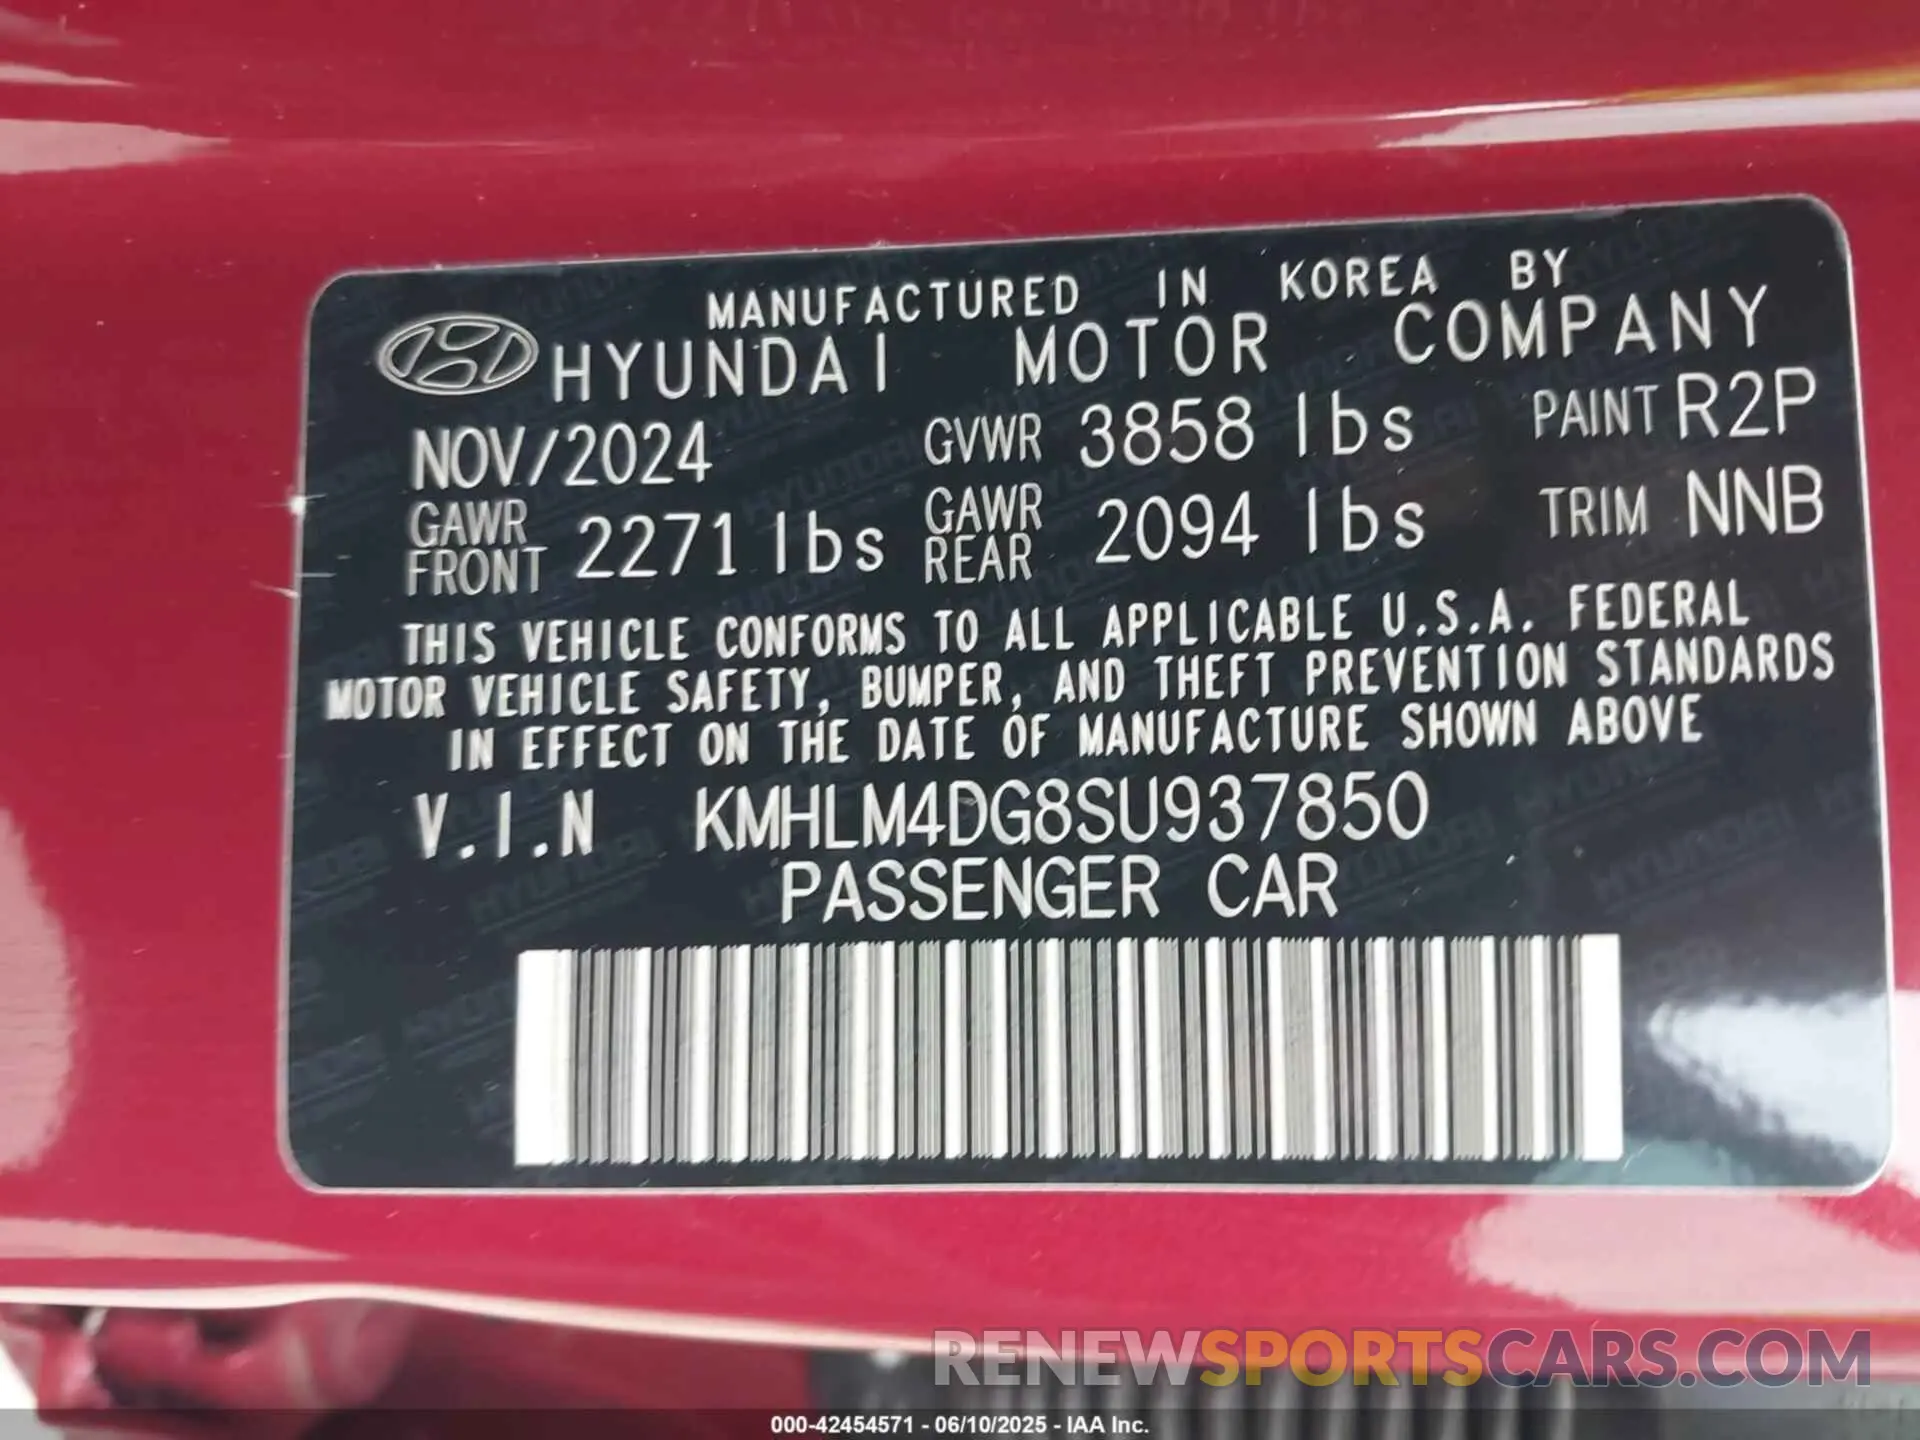 MANUFACTURED IN KOREA BY
HYUNDAI MOTOR COMPANY
NOV/2024 GVWR 3858 lbs PAINT R2P
GAWR FRONT 2271 lbs GAWR REAR 2094 lbs TRIM NNB
THIS VEHICLE CONFORMS TO ALL APPLICABLE U.S.A. FEDERAL
MOTOR VEHICLE SAFETY, BUMPER, AND THEFT PREVENTION STANDARDS
IN EFFECT ON THE DATE OF MANUFACTURE SHOWN ABOVE
V.I.N KMHLM4DG8SU937850
PASSENGER CAR
RENEWSPORTSCARS.COM
000-42454571 - 06/10/2025 - IAA Inc.